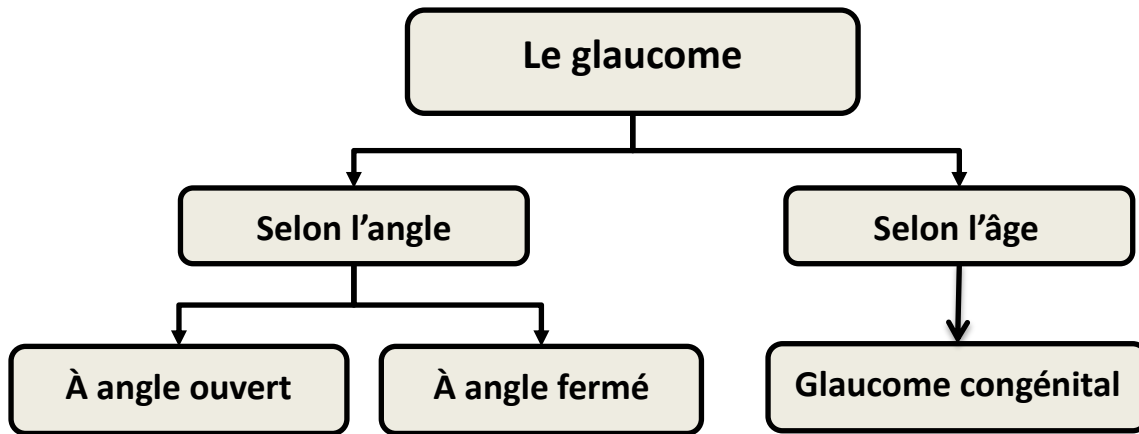 Le glaucome
Selon l’angle
Selon l’âge
À angle ouvert
À angle fermé
Glaucome congénital